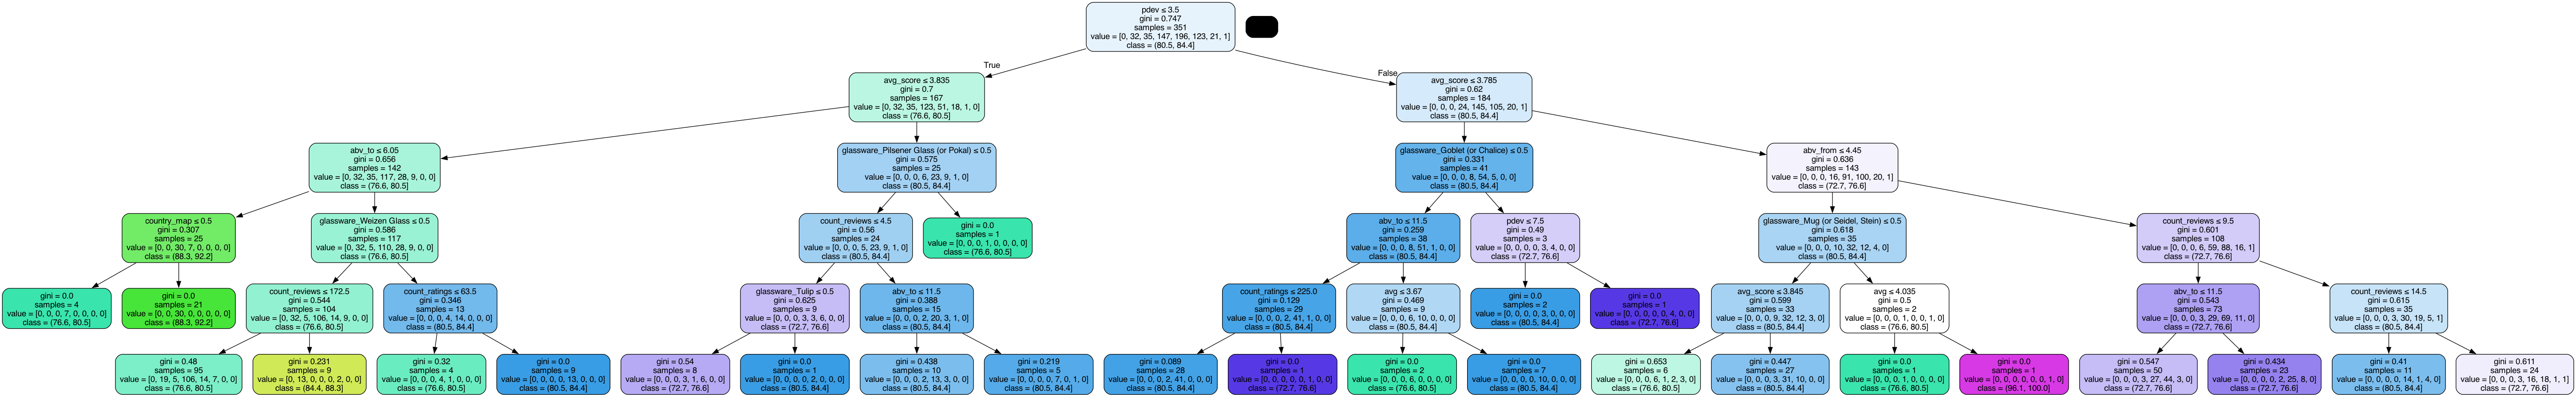 pdev ≤ 3.5
gini = 0.747
samples = 351
value = [0, 32, 35, 147, 196, 123, 21, 1]
class = (80.5, 84.4]
True
False
avg_score ≤ 3.835
gini = 0.7
samples = 167
value = [0, 32, 35, 123, 51, 18, 1, 0]
class = (76.6, 80.5]
avg_score ≤ 3.785
gini = 0.62
samples = 184
value = [0, 0, 0, 24, 145, 105, 20, 1]
class = (80.5, 84.4]
abv_to ≤ 6.05
gini = 0.656
samples = 142
value = [0, 32, 35, 117, 28, 9, 0, 0]
class = (76.6, 80.5]
glassware_Pilsener Glass (or Pokal) ≤ 0.5
gini = 0.575
samples = 25
value = [0, 0, 0, 6, 23, 9, 1, 0]
class = (80.5, 84.4]
glassware_Goblet (or Chalice) ≤ 0.5
gini = 0.331
samples = 41
value = [0, 0, 0, 8, 54, 5, 0, 0]
class = (80.5, 84.4]
abv_from ≤ 4.45
gini = 0.636
samples = 143
value = [0, 0, 0, 16, 91, 100, 20, 1]
class = (72.7, 76.6]
country_map ≤ 0.5
gini = 0.307
samples = 25
value = [0, 0, 30, 7, 0, 0, 0, 0]
class = (88.3, 92.2]
glassware_Weizen Glass ≤ 0.5
gini = 0.586
samples = 117
value = [0, 32, 5, 110, 28, 9, 0, 0]
class = (76.6, 80.5]
count_reviews ≤ 4.5
gini = 0.56
samples = 24
value = [0, 0, 0, 5, 23, 9, 1, 0]
class = (80.5, 84.4]
gini = 0.0
samples = 1
value = [0, 0, 0, 1, 0, 0, 0, 0]
class = (76.6, 80.5]
abv_to ≤ 11.5
gini = 0.259
samples = 38
value = [0, 0, 0, 8, 51, 1, 0, 0]
class = (80.5, 84.4]
pdev ≤ 7.5
gini = 0.49
samples = 3
value = [0, 0, 0, 0, 3, 4, 0, 0]
class = (72.7, 76.6]
glassware_Mug (or Seidel, Stein) ≤ 0.5
gini = 0.618
samples = 35
value = [0, 0, 0, 10, 32, 12, 4, 0]
class = (80.5, 84.4]
count_reviews ≤ 9.5
gini = 0.601
samples = 108
value = [0, 0, 0, 6, 59, 88, 16, 1]
class = (72.7, 76.6]
gini = 0.0
samples = 4
value = [0, 0, 0, 7, 0, 0, 0, 0]
class = (76.6, 80.5]
gini = 0.0
samples = 21
value = [0, 0, 30, 0, 0, 0, 0, 0]
class = (88.3, 92.2]
count_reviews ≤ 172.5
gini = 0.544
samples = 104
value = [0, 32, 5, 106, 14, 9, 0, 0]
class = (76.6, 80.5]
count_ratings ≤ 63.5
gini = 0.346
samples = 13
value = [0, 0, 0, 4, 14, 0, 0, 0]
class = (80.5, 84.4]
glassware_Tulip ≤ 0.5
gini = 0.625
samples = 9
value = [0, 0, 0, 3, 3, 6, 0, 0]
class = (72.7, 76.6]
abv_to ≤ 11.5
gini = 0.388
samples = 15
value = [0, 0, 0, 2, 20, 3, 1, 0]
class = (80.5, 84.4]
count_ratings ≤ 225.0
gini = 0.129
samples = 29
value = [0, 0, 0, 2, 41, 1, 0, 0]
class = (80.5, 84.4]
avg ≤ 3.67
gini = 0.469
samples = 9
value = [0, 0, 0, 6, 10, 0, 0, 0]
class = (80.5, 84.4]
gini = 0.0
samples = 2
value = [0, 0, 0, 0, 3, 0, 0, 0]
class = (80.5, 84.4]
gini = 0.0
samples = 1
value = [0, 0, 0, 0, 0, 4, 0, 0]
class = (72.7, 76.6]
avg_score ≤ 3.845
gini = 0.599
samples = 33
value = [0, 0, 0, 9, 32, 12, 3, 0]
class = (80.5, 84.4]
avg ≤ 4.035
gini = 0.5
samples = 2
value = [0, 0, 0, 1, 0, 0, 1, 0]
class = (76.6, 80.5]
abv_to ≤ 11.5
gini = 0.543
samples = 73
value = [0, 0, 0, 3, 29, 69, 11, 0]
class = (72.7, 76.6]
count_reviews ≤ 14.5
gini = 0.615
samples = 35
value = [0, 0, 0, 3, 30, 19, 5, 1]
class = (80.5, 84.4]
gini = 0.48
samples = 95
value = [0, 19, 5, 106, 14, 7, 0, 0]
class = (76.6, 80.5]
gini = 0.231
samples = 9
value = [0, 13, 0, 0, 0, 2, 0, 0]
class = (84.4, 88.3]
gini = 0.32
samples = 4
value = [0, 0, 0, 4, 1, 0, 0, 0]
class = (76.6, 80.5]
gini = 0.0
samples = 9
value = [0, 0, 0, 0, 13, 0, 0, 0]
class = (80.5, 84.4]
gini = 0.54
samples = 8
value = [0, 0, 0, 3, 1, 6, 0, 0]
class = (72.7, 76.6]
gini = 0.0
samples = 1
value = [0, 0, 0, 0, 2, 0, 0, 0]
class = (80.5, 84.4]
gini = 0.438
samples = 10
value = [0, 0, 0, 2, 13, 3, 0, 0]
class = (80.5, 84.4]
gini = 0.219
samples = 5
value = [0, 0, 0, 0, 7, 0, 1, 0]
class = (80.5, 84.4]
gini = 0.089
samples = 28
value = [0, 0, 0, 2, 41, 0, 0, 0]
class = (80.5, 84.4]
gini = 0.0
samples = 1
value = [0, 0, 0, 0, 0, 1, 0, 0]
class = (72.7, 76.6]
gini = 0.0
samples = 2
value = [0, 0, 0, 6, 0, 0, 0, 0]
class = (76.6, 80.5]
gini = 0.0
samples = 7
value = [0, 0, 0, 0, 10, 0, 0, 0]
class = (80.5, 84.4]
gini = 0.653
samples = 6
value = [0, 0, 0, 6, 1, 2, 3, 0]
class = (76.6, 80.5]
gini = 0.447
samples = 27
value = [0, 0, 0, 3, 31, 10, 0, 0]
class = (80.5, 84.4]
gini = 0.0
samples = 1
value = [0, 0, 0, 1, 0, 0, 0, 0]
class = (76.6, 80.5]
gini = 0.0
samples = 1
value = [0, 0, 0, 0, 0, 0, 1, 0]
class = (96.1, 100.0]
gini = 0.547
samples = 50
value = [0, 0, 0, 3, 27, 44, 3, 0]
class = (72.7, 76.6]
gini = 0.434
samples = 23
value = [0, 0, 0, 0, 2, 25, 8, 0]
class = (72.7, 76.6]
gini = 0.41
samples = 11
value = [0, 0, 0, 0, 14, 1, 4, 0]
class = (80.5, 84.4]
gini = 0.611
samples = 24
value = [0, 0, 0, 3, 16, 18, 1, 1]
class = (72.7, 76.6]